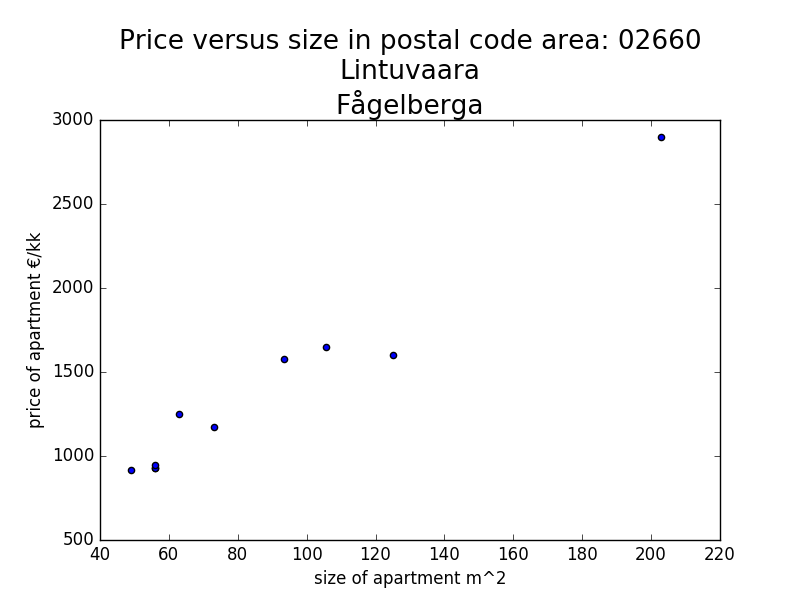 Price versus size in postal code area: 02660
Lintuvaara
Fågelberga
3000
2500
2000
1500
1000
500
price of apartment €/kk
40 60 80 100 120 140 160 180 200 220
size of apartment m^2